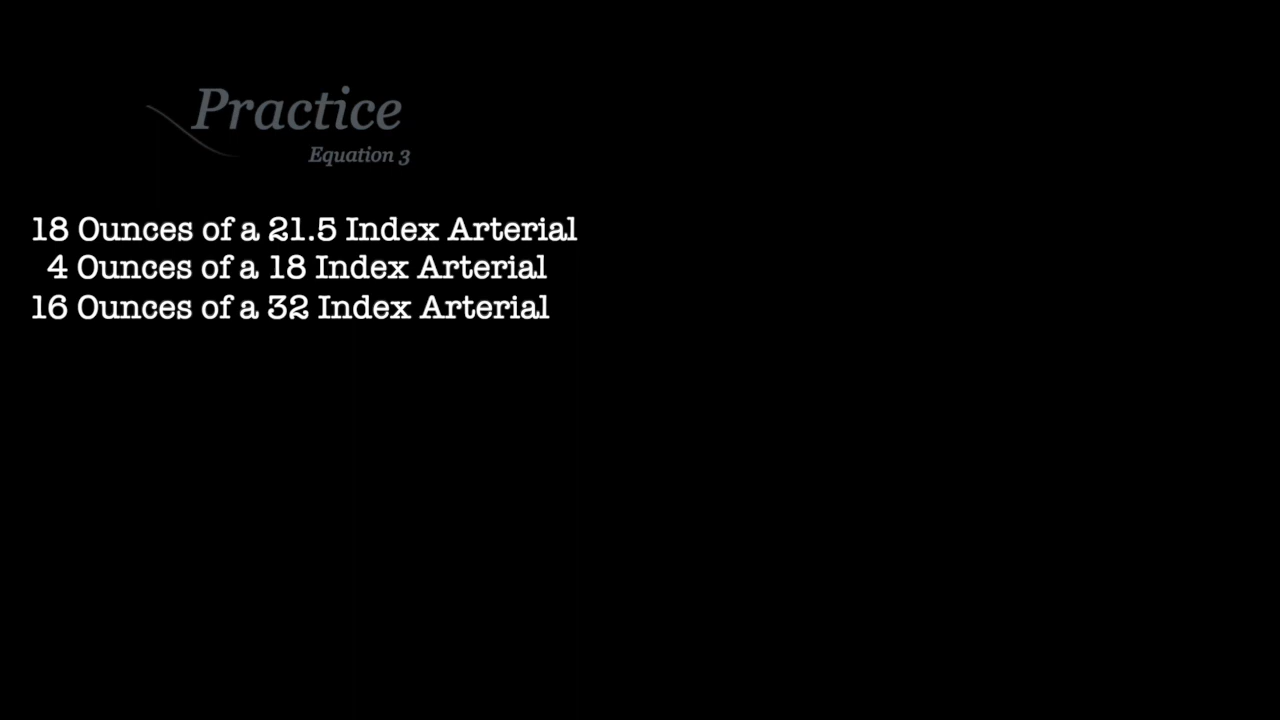 Practice
Equation 3
18 Ounces of a 21.5 Index Arterial
4 Ounces of a 18 Index Arterial
16 Ounces of a 32 Index Arterial